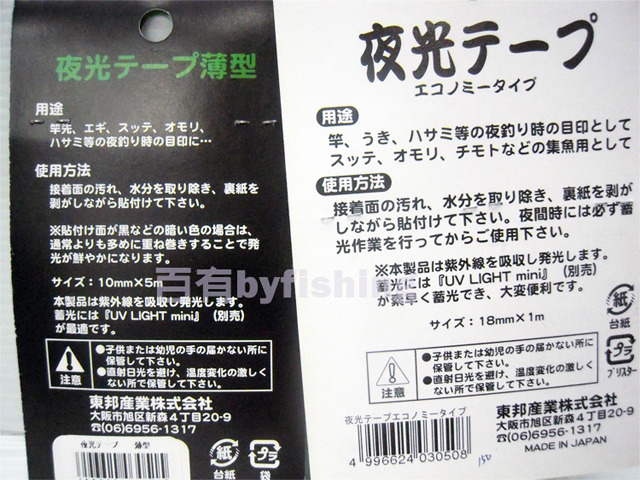 夜光テープ薄型
用途
竿先、エギ、スッテ、オモリ、
ハサミ等の夜釣り時の目印に…
使用方法
接着面の汚れ、水分を取り除き、裏紙を
剥がしながら貼付けて下さい。
※貼付け面が黒などの暗い色の場合は、
通常よりも多めに重ね巻きすることで発
光が鮮やかになります。
サイズ：10mm×5m
本製品は紫外線を吸収し発光します。
蓄光には『UV LIGHT mini』（別売）
が最適です。
注意
●子供または幼児の手の届かない所に
保管して下さい。
●直射日光を避け、温度変化の激しく
ない所で保管して下さい。
東邦産業株式会社
大阪市旭区新森4丁目20-9
☎(06)6956-1317
夜光テープ 薄型
紙
台紙
プラ
袋
夜光テープ
エコノミータイプ
用途
竿、うき、ハサミ等の夜釣り時の目印として
スッテ、オモリ、チモトなどの集魚用として
使用方法
接着面の汚れ、水分を取り除き、裏紙を剥が
しながら貼付けて下さい。夜間時には必ず蓄
光作業を行ってからご使用下さい。
※本製品は紫外線を吸収し発光します。
蓄光には『UV LIGHT mini』（別売）
が素早く蓄光でき、大変便利です。
サイズ：18mm×1m
注意
●子供または幼児の手の届かない所に
保管して下さい。
●直射日光を避け、温度変化の激しく
ない所で保管して下さい。
紙
台紙
プラ
ブリスター
夜光テープエコノミータイプ
4 996624 030508
150
東邦産業株式会社
大阪市旭区新森4丁目20-9
☎(06)6956-1317
MADE IN JAPAN
百有byfishing